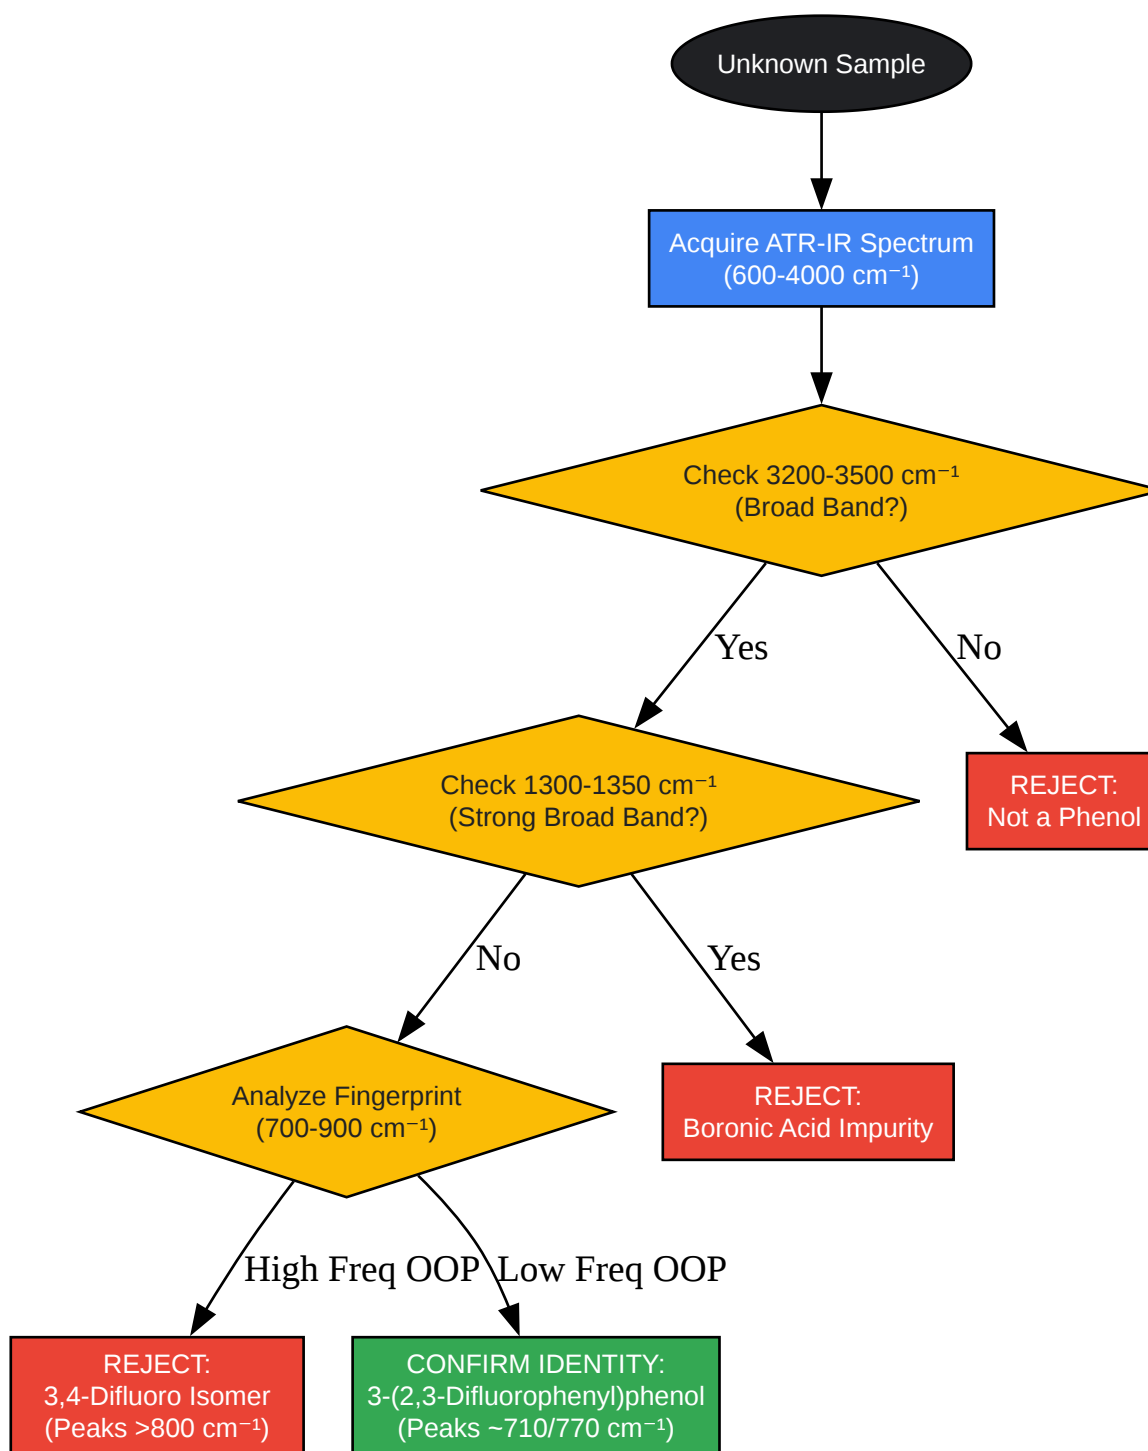 Unknown Sample
Acquire ATR-IR Spectrum
(600-4000 cm⁻¹)
Check 3200-3500 cm⁻¹
(Broad Band?)
Yes
No
Check 1300-1350 cm⁻¹
(Strong Broad Band?)
REJECT:
Not a Phenol
No
Yes
Analyze Fingerprint
(700-900 cm⁻¹)
REJECT:
Boronic Acid Impurity
High Freq OOP
Low Freq OOP
REJECT:
3,4-Difluoro Isomer
(Peaks >800 cm⁻¹)
CONFIRM IDENTITY:
3-(2,3-Difluorophenyl)phenol
(Peaks ~710/770 cm⁻¹)